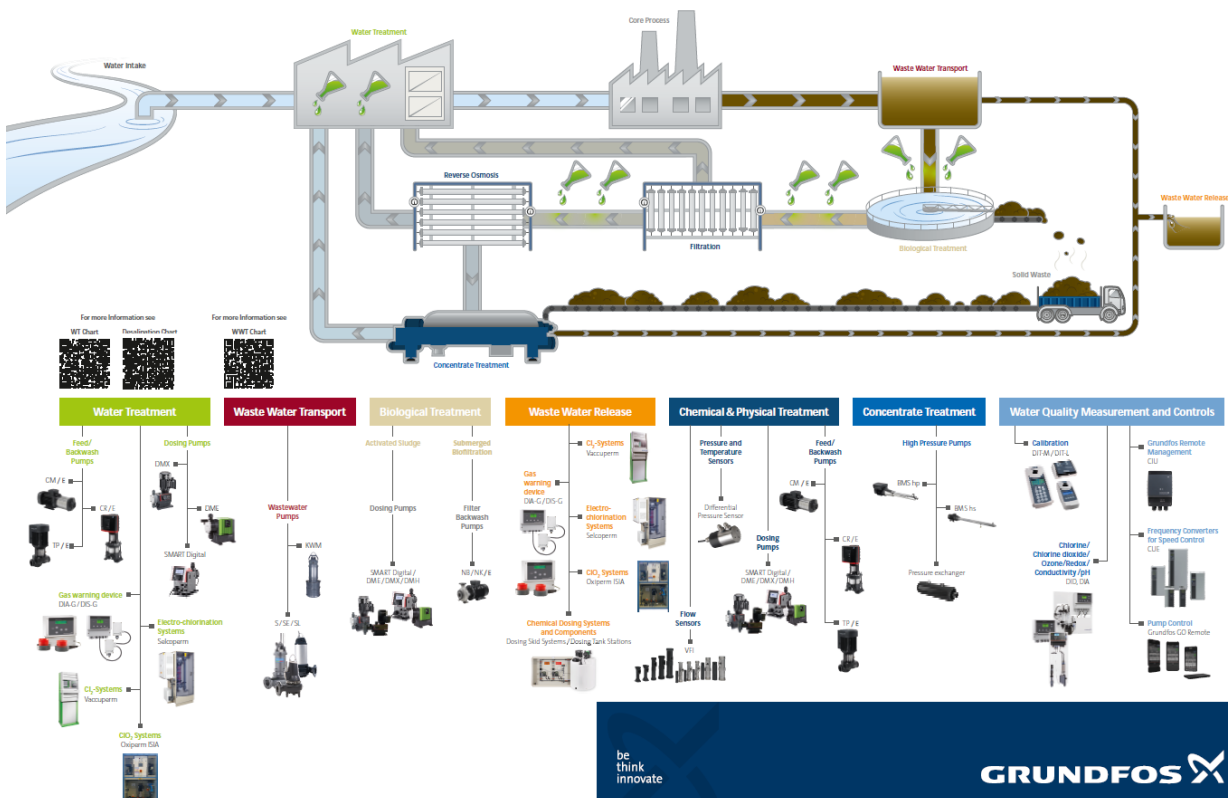 Core Process
Water Treatment
Water Intake
Waste Water Transport
Reverse Osmosis
Waste Water Release
Filtration
Biological Treatment
Solid Waste
For more Information see
For more Information see
WT Chart
Desalination Chart
WWT Chart
Concentrate Treatment
Water Treatment
Feed/
Backwash
Pumps
CM / E
CR / E
TP / E
Dosing Pumps
DMX
DME
SMART Digital
Gas warning device
DIA-G / DIS-G
Electro-chlorination
Systems
Selcoperm
Cl₂-Systems
Vaccuperm
ClO₂ Systems
Oxiperm ISIA
Waste Water Transport
Wastewater
Pumps
KWM
S / SE / SL
Biological Treatment
Activated Sludge
Dosing Pumps
SMART Digital /
DME / DMX / DMH
Submerged
Biofiltration
Filter
Backwash
Pumps
NB / NK / E
Waste Water Release
Cl₂-Systems
Vaccuperm
Gas
warning
device
DIA-G / DIS-G
Electro-
chlorination
Systems
Selcoperm
ClO₂ Systems
Oxiperm ISIA
Chemical Dosing Systems
and Components
Dosing Skid Systems / Dosing Tank Stations
Chemical & Physical Treatment
Pressure and
Temperature
Sensors
Differential
Pressure Sensor
Dosing
Pumps
SMART Digital /
DME / DMX / DMH
Flow
Sensors
VFI
Feed/
Backwash
Pumps
CM / E
CR / E
TP / E
Concentrate Treatment
High Pressure Pumps
BMS hp
BMS hs
Pressure exchanger
Water Quality Measurement and Controls
Calibration
DIT-M / DIT-L
Chlorine/
Chlorine dioxide/
Ozone/Redox/
Conductivity /pH
DID, DIA
Grundfos Remote
Management
CIU
Frequency Converters
for Speed Control
CUE
Pump Control
Grundfos GO Remote
be
think
innovate
GRUNDFOS